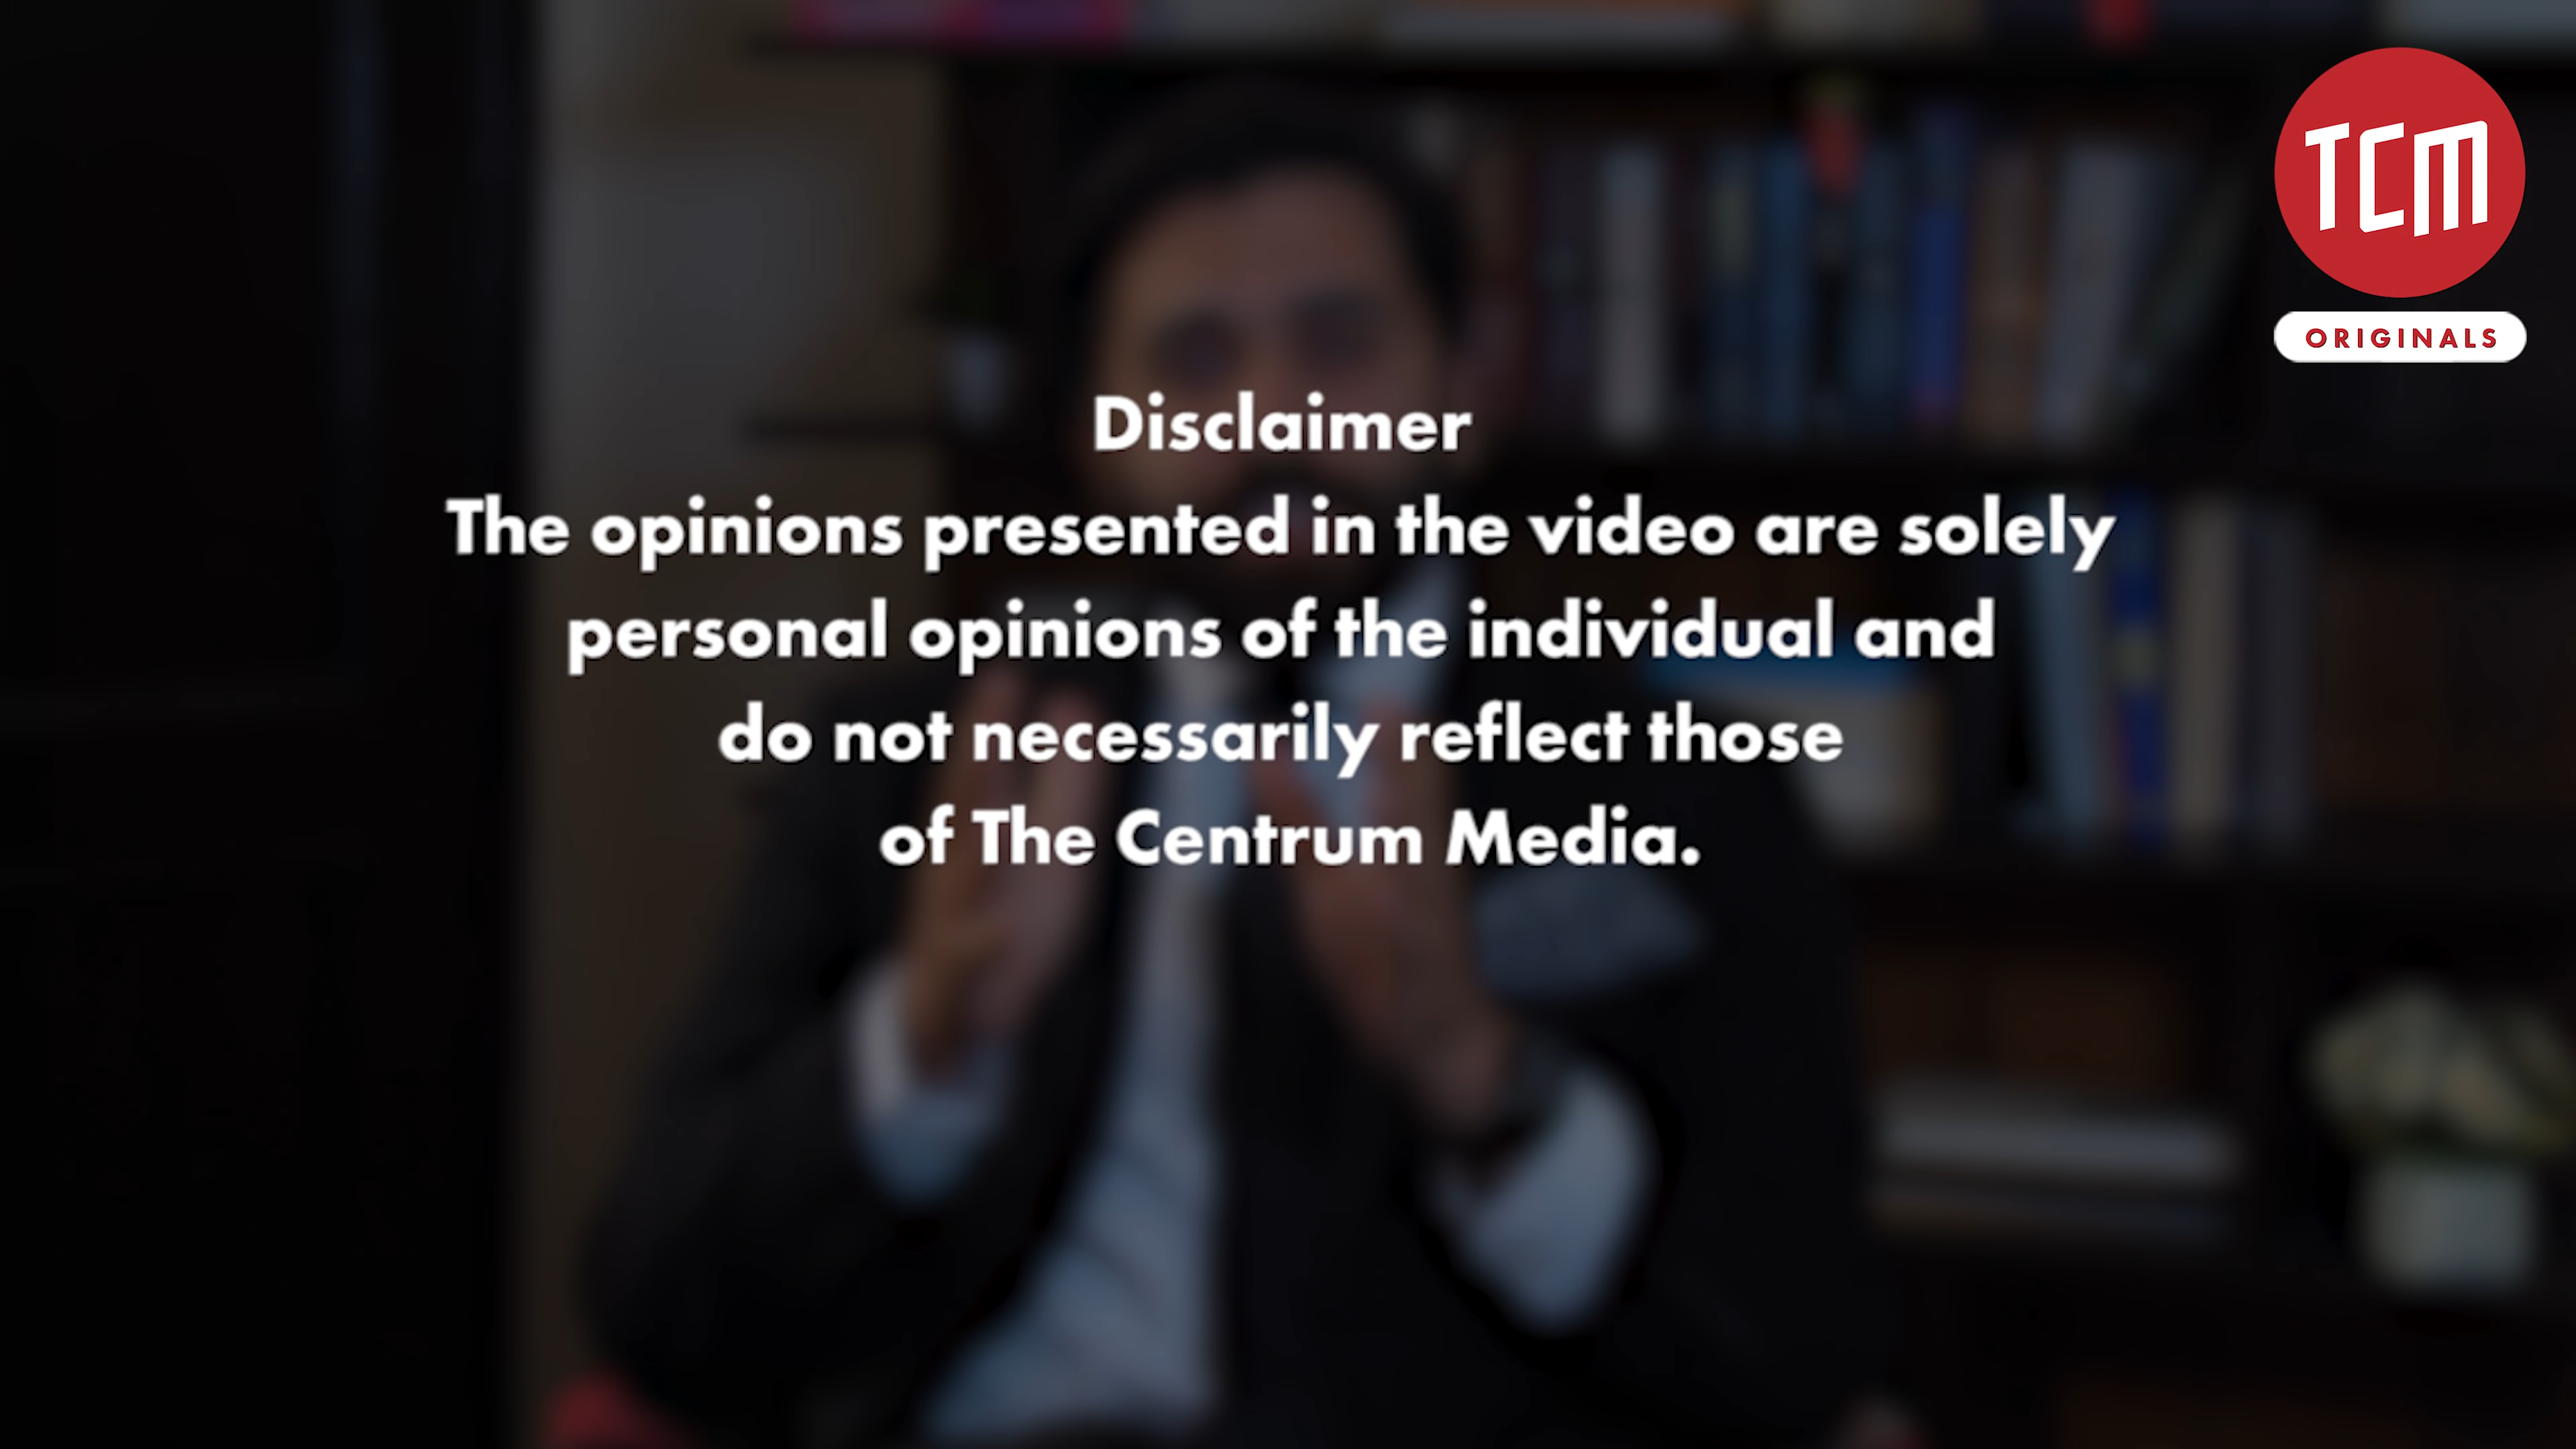 TCM
ORIGINALS
Disclaimer
The opinions presented in the video are solely
personal opinions of the individual and
do not necessarily reflect those
of The Centrum Media.